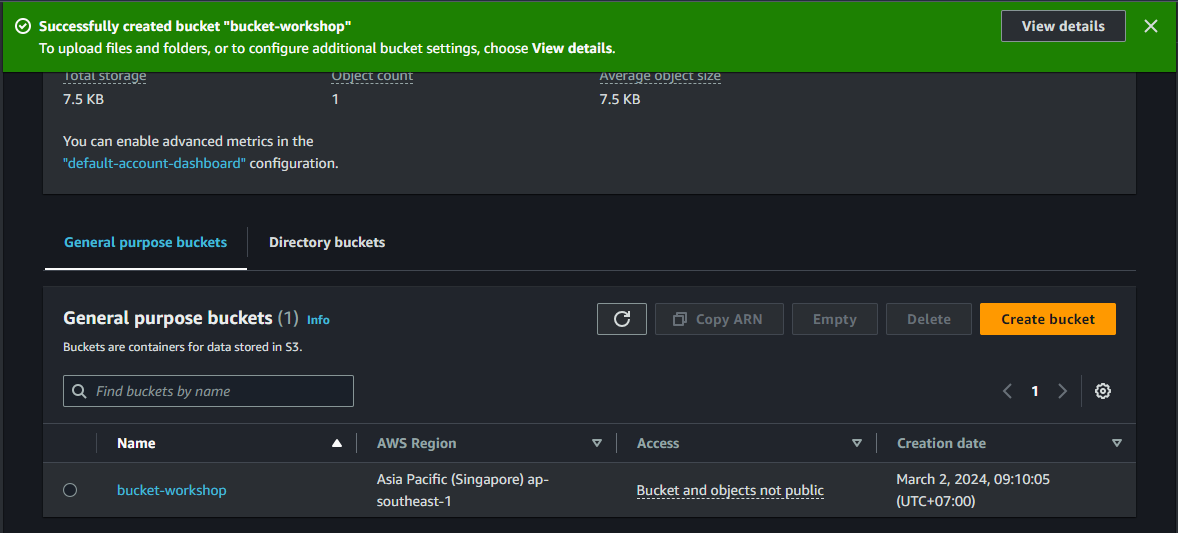 Successfully created bucket "bucket-workshop"
To upload files and folders, or to configure additional bucket settings, choose View details.
View details
Total storage
Object count
Average object size
7.5 KB
1
7.5 KB
You can enable advanced metrics in the
"default-account-dashboard" configuration.
General purpose buckets
Directory buckets
General purpose buckets (1) Info
Copy ARN
Empty
Delete
Create bucket
Buckets are containers for data stored in S3.
Find buckets by name
1
Name
AWS Region
Access
Creation date
bucket-workshop
Asia Pacific (Singapore) ap-
southeast-1
Bucket and objects not public
March 2, 2024, 09:10:05
(UTC+07:00)